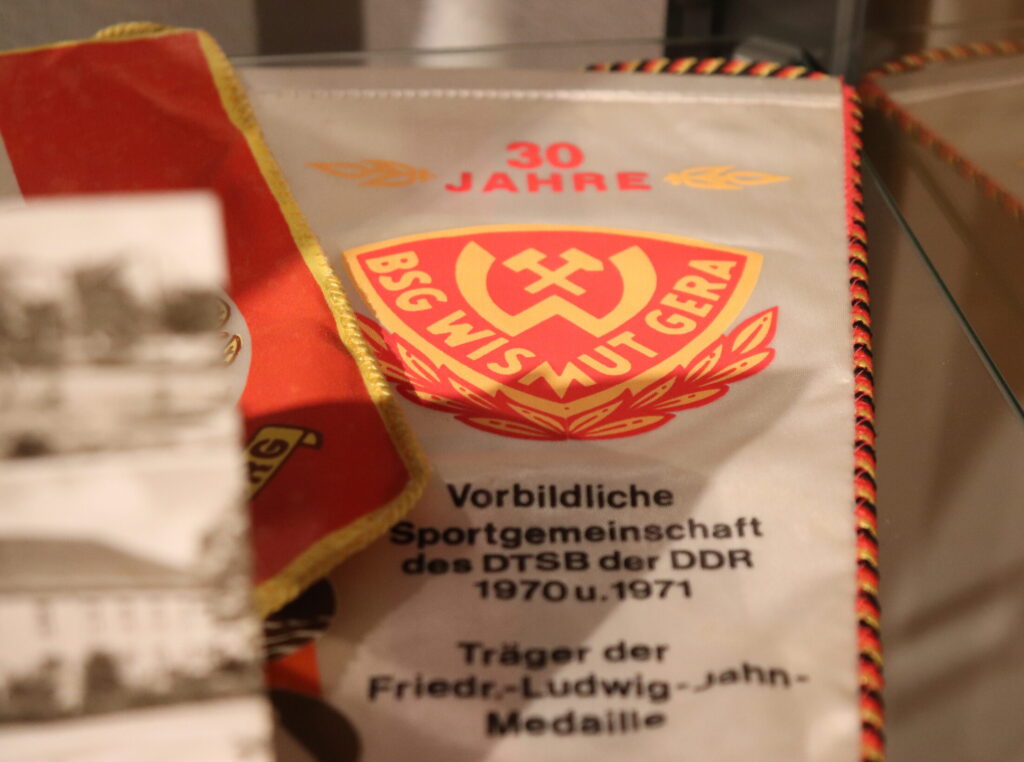 30
JAHRE
BSG WISMUT GERA
Vorbildliche
Sportgemeinschaft
des DTSB der DDR
1970 u. 1971
Träger der
Friedr.-Ludwig-Jahn-
Medaille